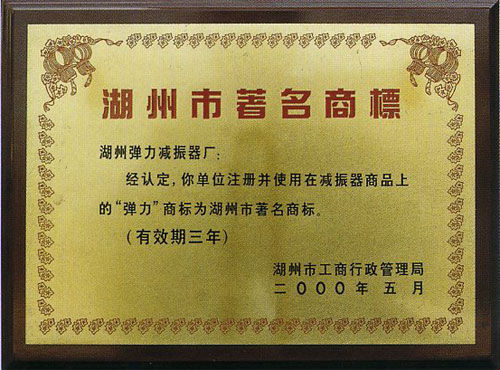 湖州市著名商標
湖州弹力减振器厂：
经认定，你单位注册并使用在减振器商品上
的“弹力”商标为湖州市著名商标。
（有效期三年）
湖州市工商行政管理局
二〇〇〇年五月